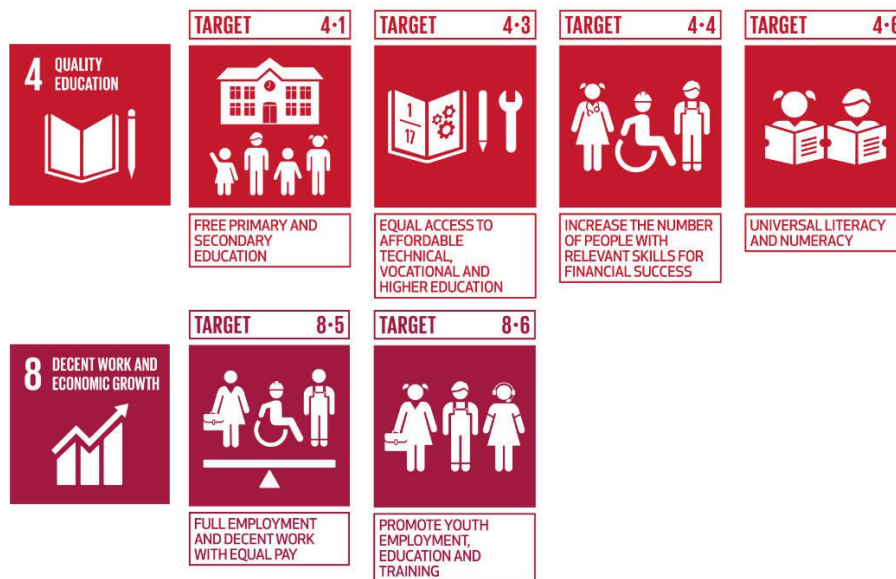 TARGET 4·1
TARGET 4·3
TARGET 4·4
TARGET 4·6
4 QUALITY
EDUCATION
1
17
FREE PRIMARY AND
SECONDARY
EDUCATION
EQUAL ACCESS TO
AFFORDABLE
TECHNICAL,
VOCATIONAL AND
HIGHER EDUCATION
INCREASE THE NUMBER
OF PEOPLE WITH
RELEVANT SKILLS FOR
FINANCIAL SUCCESS
UNIVERSAL LITERACY
AND NUMERACY
TARGET 8·5
TARGET 8·6
8 DECENT WORK AND
ECONOMIC GROWTH
FULL EMPLOYMENT
AND DECENT WORK
WITH EQUAL PAY
PROMOTE YOUTH
EMPLOYMENT,
EDUCATION AND
TRAINING